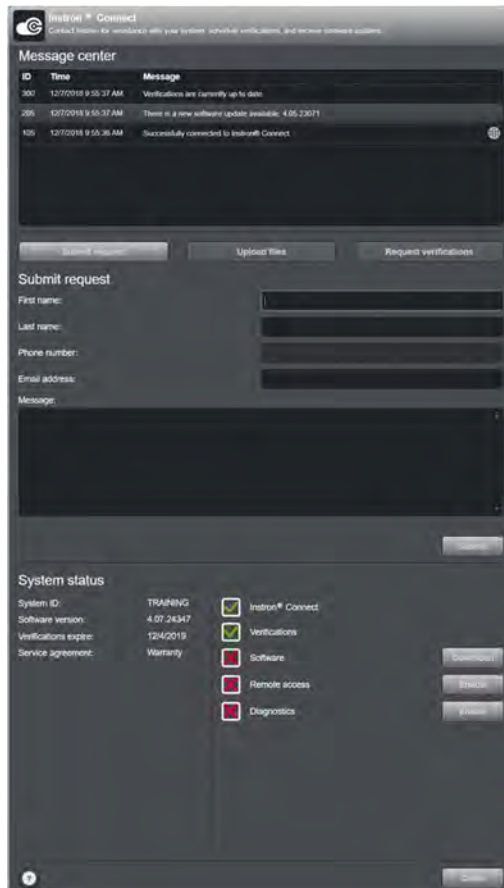 Instron® Connect
Contact Instron for assistance with your system, schedule verifications, and receive software updates.
Message center
ID Time Message
300 12/7/2018 9:55:37 AM Verifications are currently up to date.
205 12/7/2018 9:55:37 AM There is a new software update available: 4.05.23071
105 12/7/2018 9:55:36 AM Successfully connected to Instron® Connect.
Submit request Upload files Request verifications
Submit request
First name:
Last name:
Phone number:
Email address:
Message:
Submit
System status
System ID: TRAINING
Software version: 4.07.24347
Verifications expire: 12/4/2019
Service agreement: Warranty
Instron® Connect
Verifications
Software Download
Remote access Enable
Diagnostics Enable
? Close